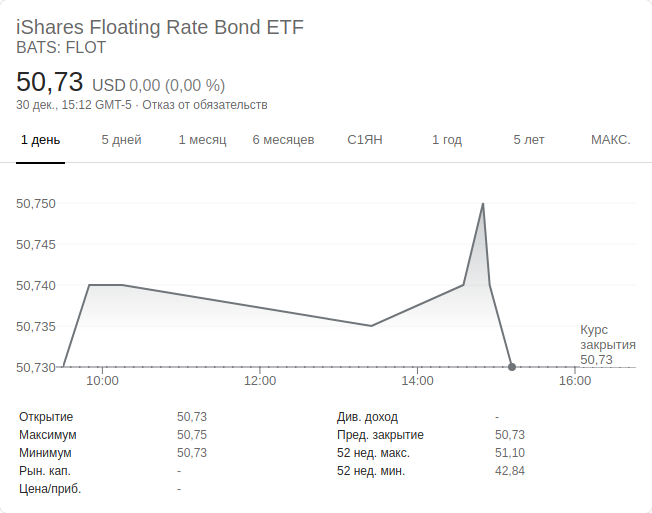 iShares Floating Rate Bond ETF
BATS: FLOT
50,73 USD 0,00 (0,00 %)
30 дек., 15:12 GMT-5 · Отказ от обязательств
1 день 5 дней 1 месяц 6 месяцев С1ЯН 1 год 5 лет МАКС.
50,750
50,745
50,740
50,735
50,730
Курс
закрытия
50,73
10:00 12:00 14:00 16:00
Открытие 50,73 Див. доход -
Максимум 50,75 Пред. закрытие 50,73
Минимум 50,73 52 нед. макс. 51,10
Рын. кап. - 52 нед. мин. 42,84
Цена/приб. -